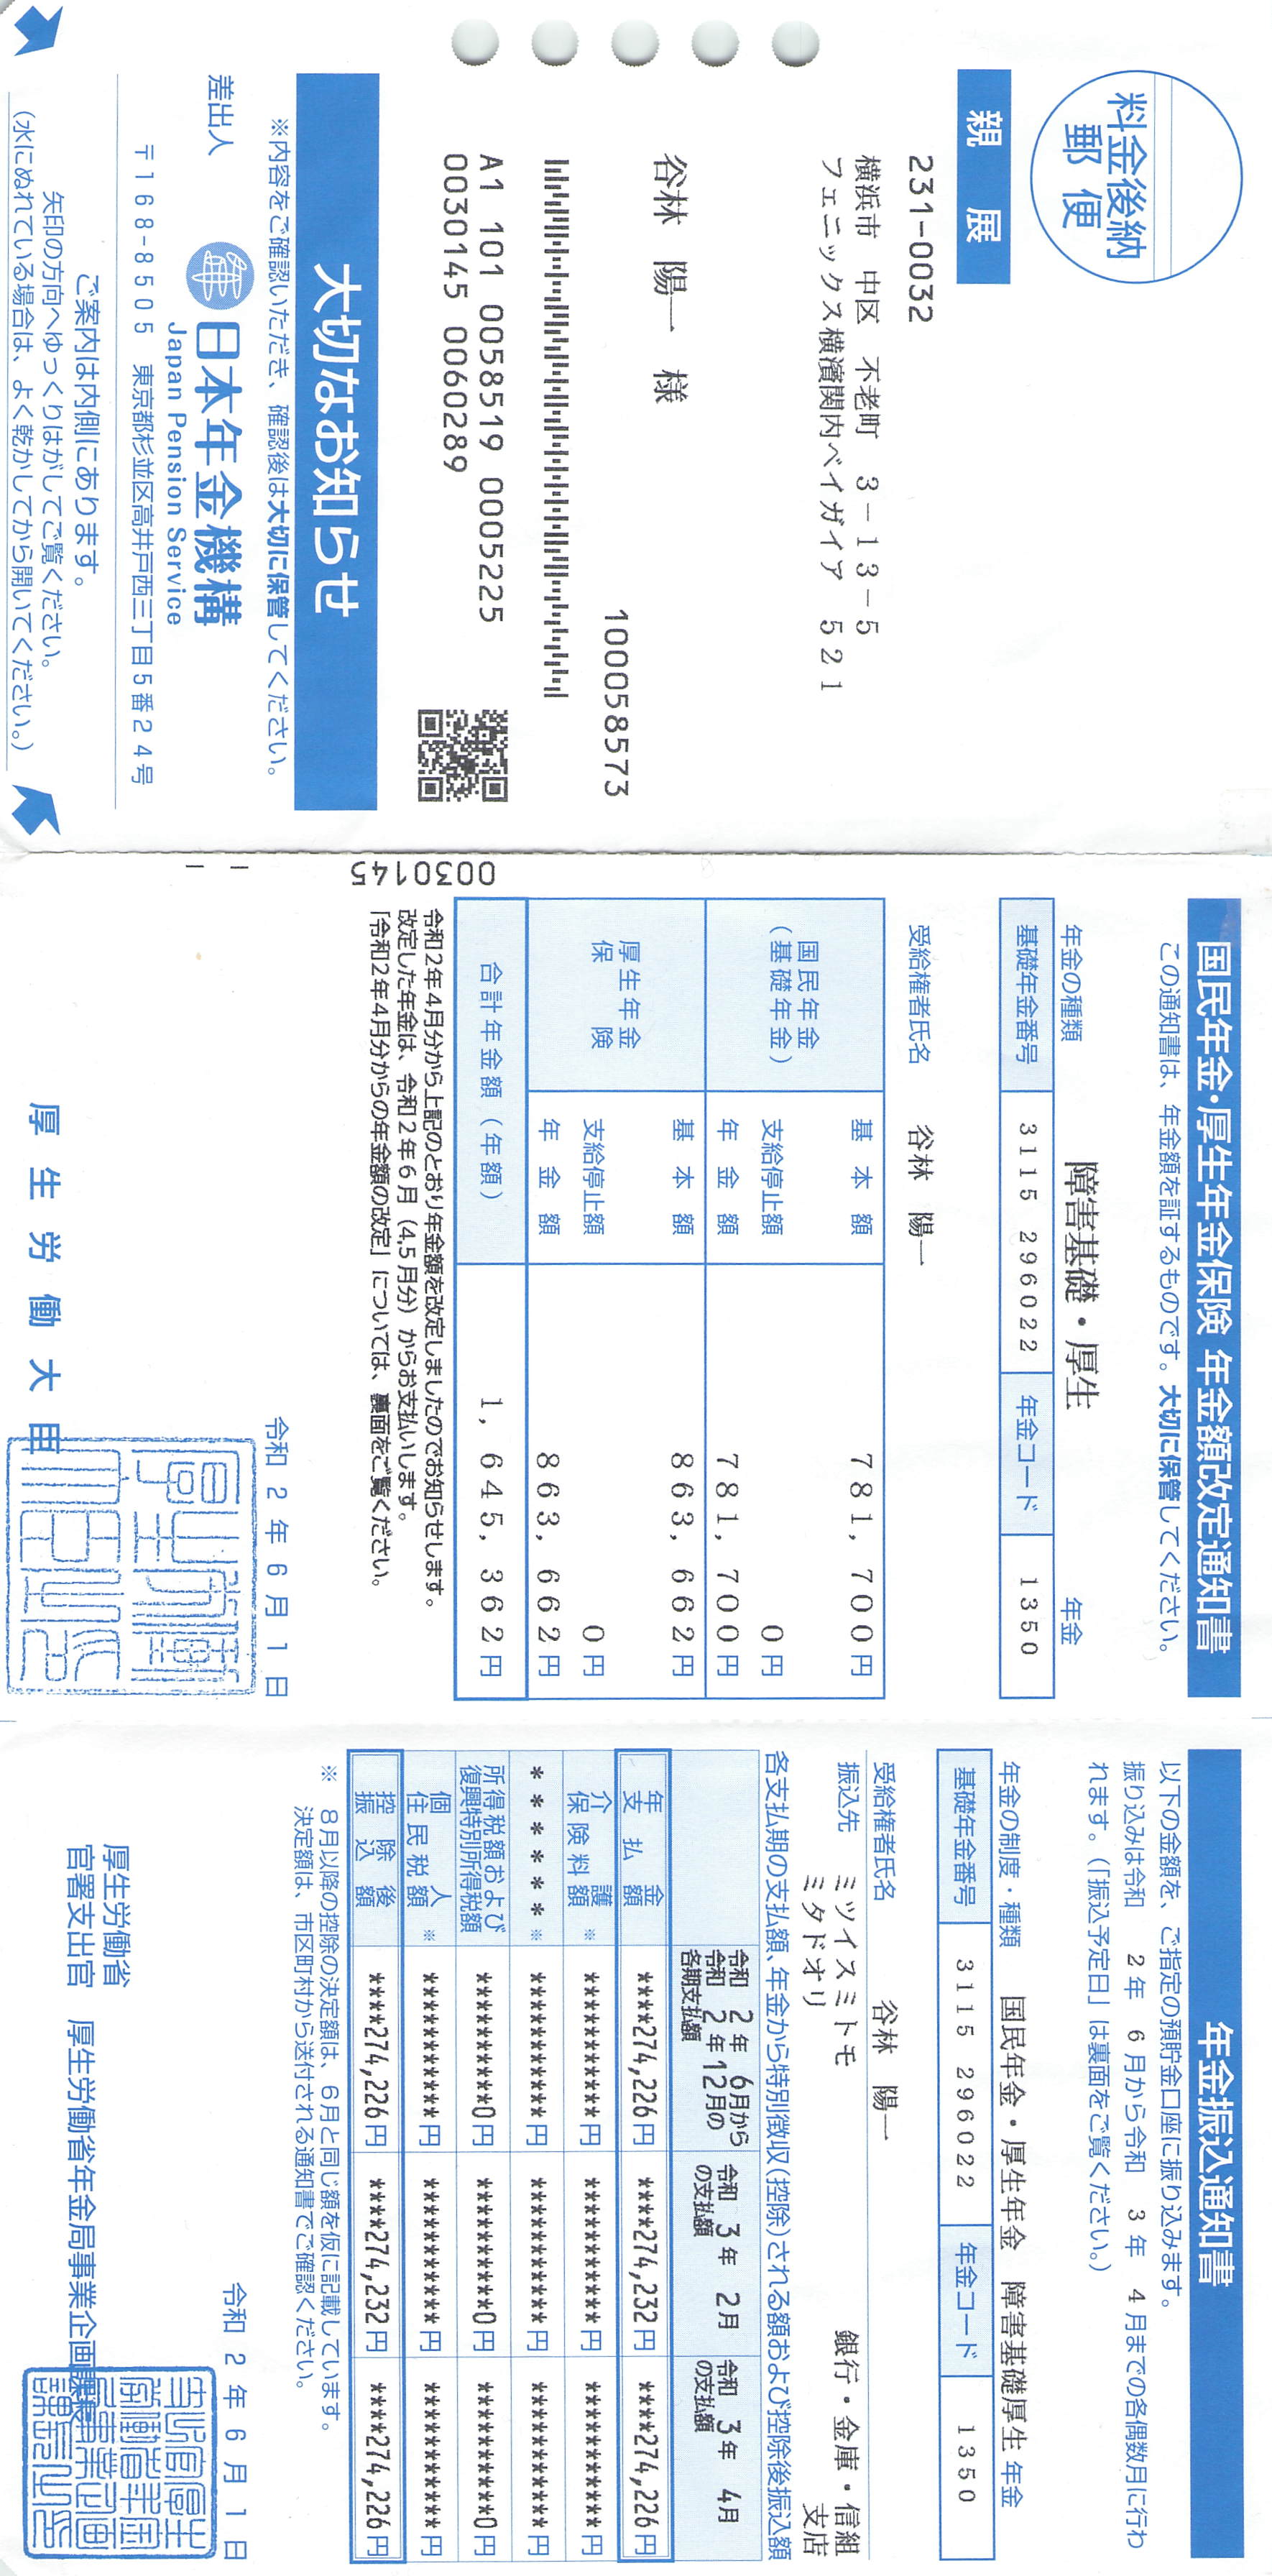 料金後納
郵便
親展
231-0032
横浜市 中区 不老町 3-13-5
フェニックス横濱関内ベイガイア 521
谷林 陽一 様
100058573
A1 101 0058519 0005225
0030145 0060289
大切なお知らせ
※内容をご確認いただき、確認後は大切に保管してください。
差出人
日本年金機構
Japan Pension Service
〒168-8505 東京都杉並区高井戸西三丁目5番24号
ご案内は内側にあります。
矢印の方向へゆっくりはがしてご覧ください。
(水にぬれている場合は、よく乾かしてから開いてください。)
国民年金・厚生年金保険 年金額改定通知書
この通知書は、年金額を証するものです。大切に保管してください。
年金の種類 障害基礎・厚生 年金
基礎年金番号 3115 296022 年金コード 1350
受給権者氏名 谷林 陽一
国民年金(基礎年金) 基本額 781,700円
支給停止額 0円
年金額 781,700円
厚生年金保険 基本額 863,662円
支給停止額 0円
年金額 863,662円
合計年金額(年額) 1,645,362円
令和2年4月分から上記のとおり年金額を改定しましたのでお知らせします。
改定した年金は、令和2年6月(4,5月分)からお支払いします。
「令和2年4月分からの年金額の改定」については、裏面をご覧ください。
0030145
令和2年6月1日
厚生労働大臣
年金振込通知書
以下の金額を、ご指定の預貯金口座に振り込みます。
振り込みは令和 2年 6月から令和 3年 4月までの各偶数月に行わ
れます。(「振込予定日」は裏面をご覧ください。)
年金の制度・種類 国民年金・厚生年金 障害基礎厚生 年金
基礎年金番号 3115 296022 年金コード 1350
受給権者氏名 谷林 陽一
振込先 ミツイスミトモ 銀行・金庫・信組
ミタドオリ 支店
各支払期の支払額、年金から特別徴収(控除)される額および控除後振込額
令和 2年 6月から 令和 2年12月の 各期支払額 令和 3年 2月の支払額 令和 3年 4月の支払額
年金支払額 ****274,226円 ****274,232円 ****274,226円
介護保険料額※ ***********円 ***********円 ***********円
******※ ***********円 ***********円 ***********円
所得税額および復興特別所得税額 **********0円 **********0円 **********0円
個人住民税額※ ***********円 ***********円 ***********円
控除後振込額 ****274,226円 ****274,232円 ****274,226円
※ 8月以降の控除の決定額は、6月と同じ額を仮に記載しています。
決定額は、市区町村から送付される通知書でご確認ください。
令和 2年 6月 1日
厚生労働省
官署支出官 厚生労働省年金局事業企画課長